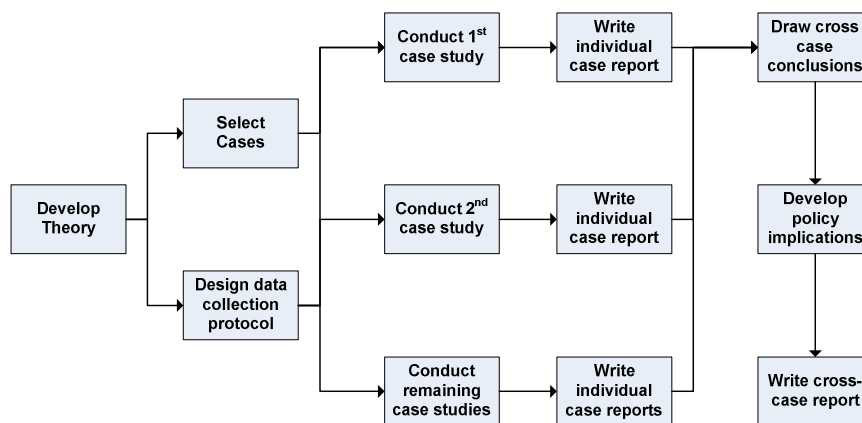 Develop
Theory
Select
Cases
Design data
collection
protocol
Conduct 1st
case study
Conduct 2nd
case study
Conduct
remaining
case studies
Write
individual
case report
Write
individual
case report
Write
individual
case reports
Draw cross
case
conclusions
Develop
policy
implications
Write cross-
case report